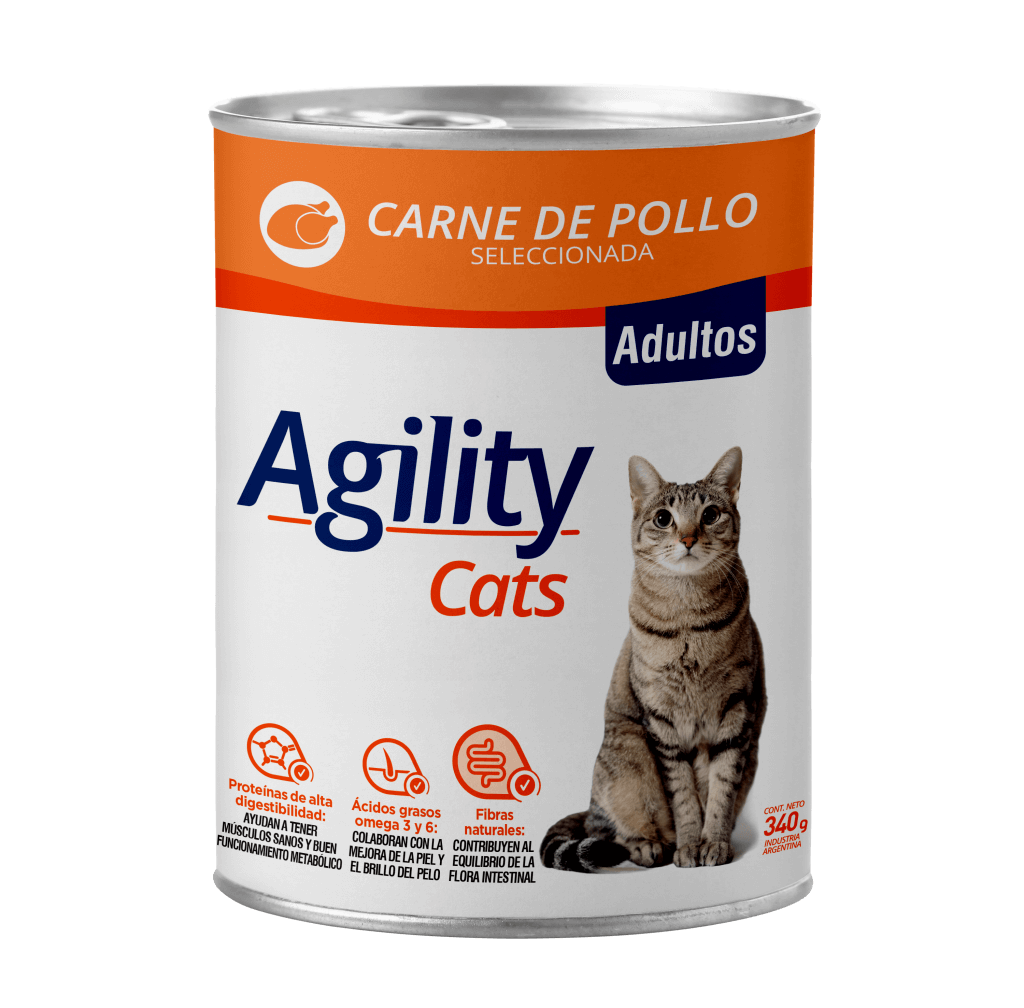 CARNE DE POLLO
SELECCIONADA
Adultos
Agility
Cats
Proteínas de alta
digestibilidad:
AYUDAN A TENER
MÚSCULOS SANOS Y BUEN
FUNCIONAMIENTO METABÓLICO
Ácidos grasos
omega 3 y 6:
COLABORAN CON LA
MEJORA DE LA PIEL Y
EL BRILLO DEL PELO
Fibras
naturales:
CONTRIBUYEN AL
EQUILIBRIO DE LA
FLORA INTESTINAL
CONT. NETO
340g
INDUSTRIA
ARGENTINA